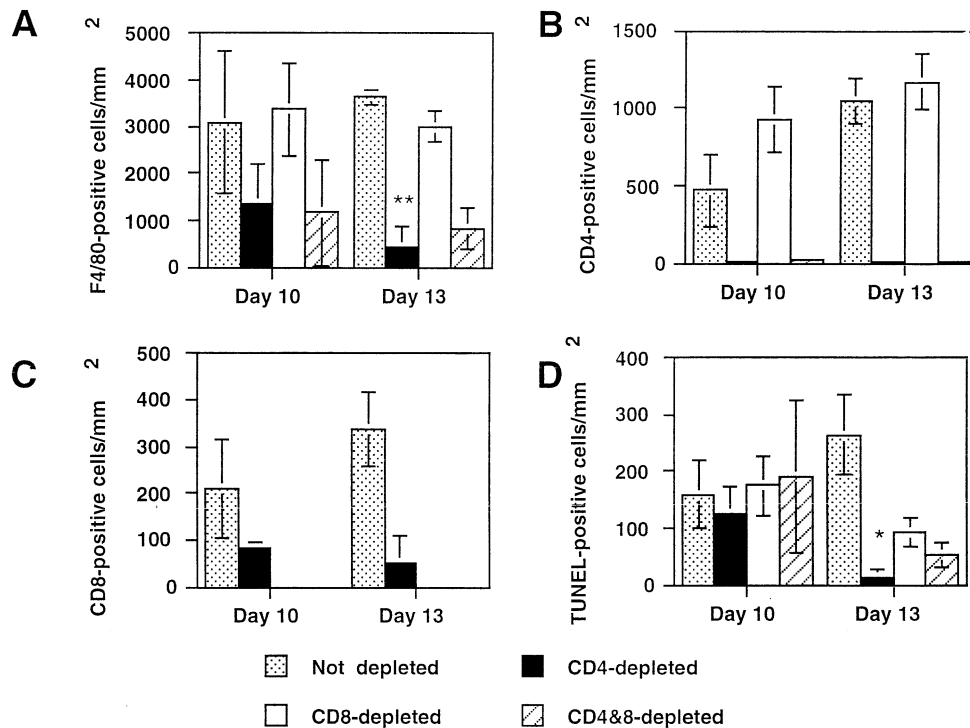 A
F4/80-positive cells/mm 2
5000
4000
3000
2000
1000
0
**
Day 10
Day 13
B
CD4-positive cells/mm 2
1500
1000
500
0
Day 10
Day 13
C
CD8-positive cells/mm 2
500
400
300
200
100
0
Day 10
Day 13
D
TUNEL-positive cells/mm 2
400
300
200
100
0
*
Day 10
Day 13
Not depleted
CD4-depleted
CD8-depleted
CD4&8-depleted